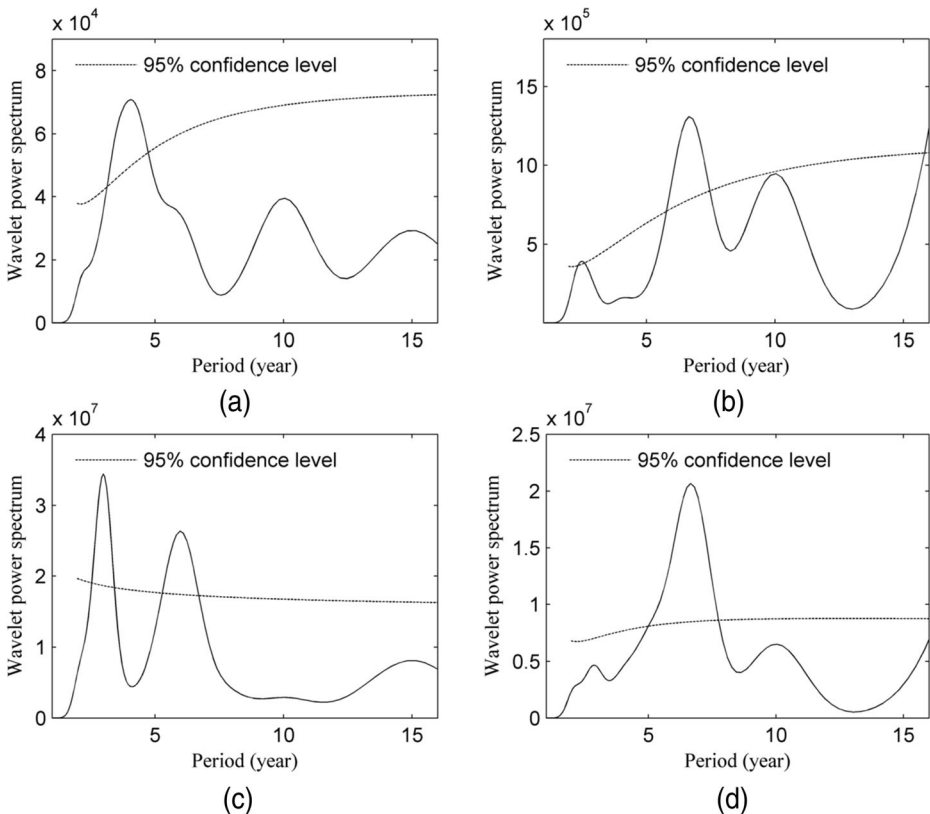 x 10^4
8
6
4
2
0
5
10
15
95% confidence level
Wavelet power spectrum
Period (year)
(a)
x 10^5
15
10
5
5
10
15
95% confidence level
Wavelet power spectrum
Period (year)
(b)
x 10^7
4
3
2
1
0
5
10
15
95% confidence level
Wavelet power spectrum
Period (year)
(c)
x 10^7
2.5
2
1.5
1
0.5
0
5
10
15
95% confidence level
Wavelet power spectrum
Period (year)
(d)